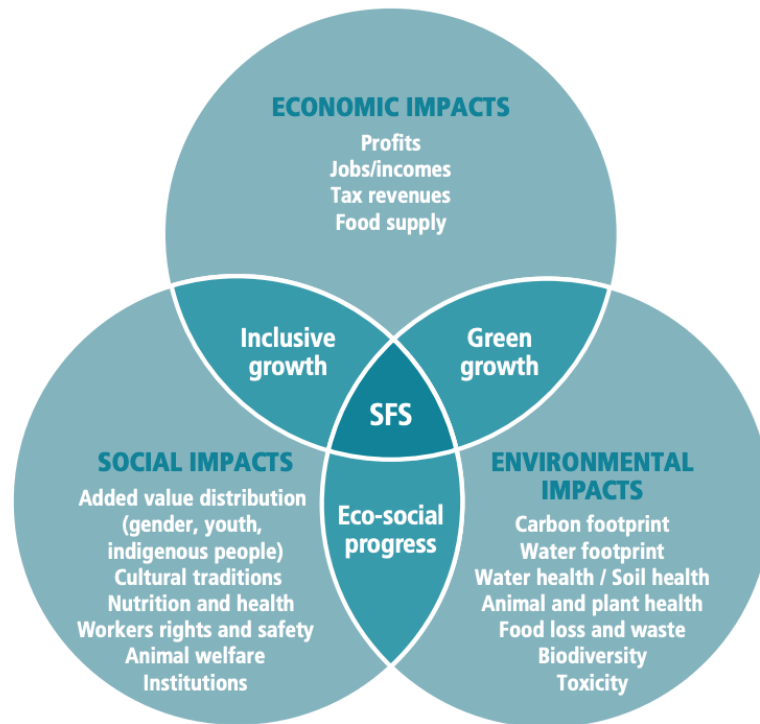 ECONOMIC IMPACTS
Profits
Jobs/incomes
Tax revenues
Food supply
Inclusive
growth
Green
growth
SFS
SOCIAL IMPACTS
Added value distribution
(gender, youth,
indigenous people)
Cultural traditions
Nutrition and health
Workers rights and safety
Animal welfare
Institutions
Eco-social
progress
ENVIRONMENTAL
IMPACTS
Carbon footprint
Water footprint
Water health / Soil health
Animal and plant health
Food loss and waste
Biodiversity
Toxicity